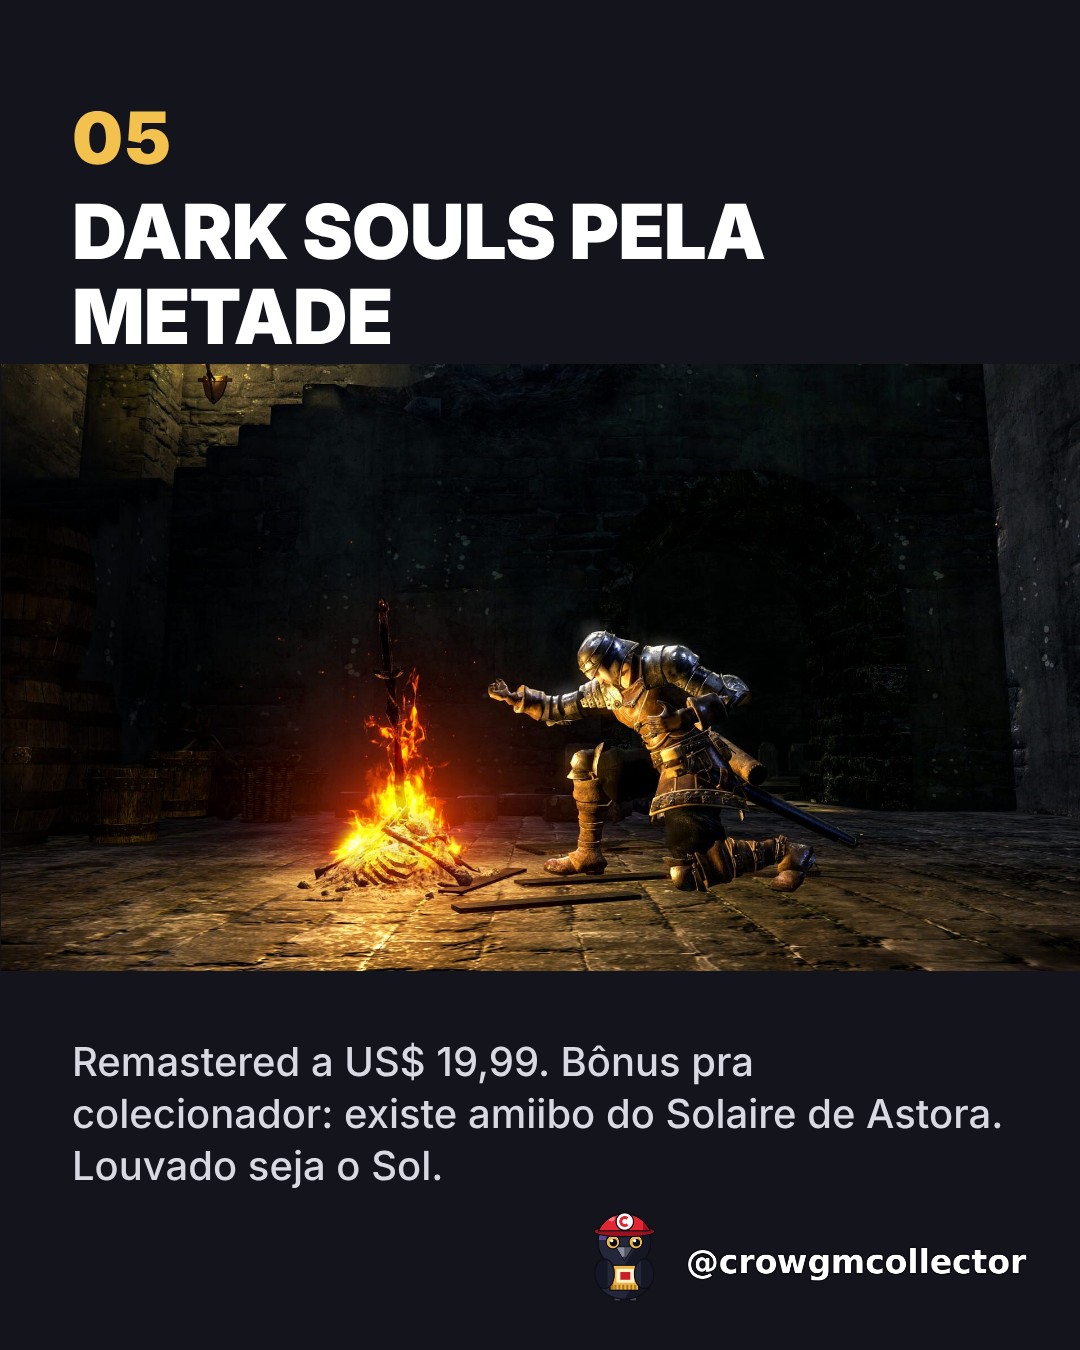 05
DARK SOULS PELA
METADE
Remastered a US$ 19,99. Bônus pra
colecionador: existe amiibo do Solaire de Astora.
Louvado seja o Sol.
C
@crowgmcollector